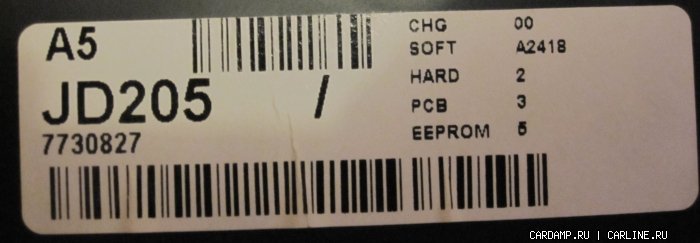 A5
JD205 /
7730827
CHG 00
SOFT A2418
HARD 2
PCB 3
EEPROM 5
CARDAMP.RU | CARLINE.RU